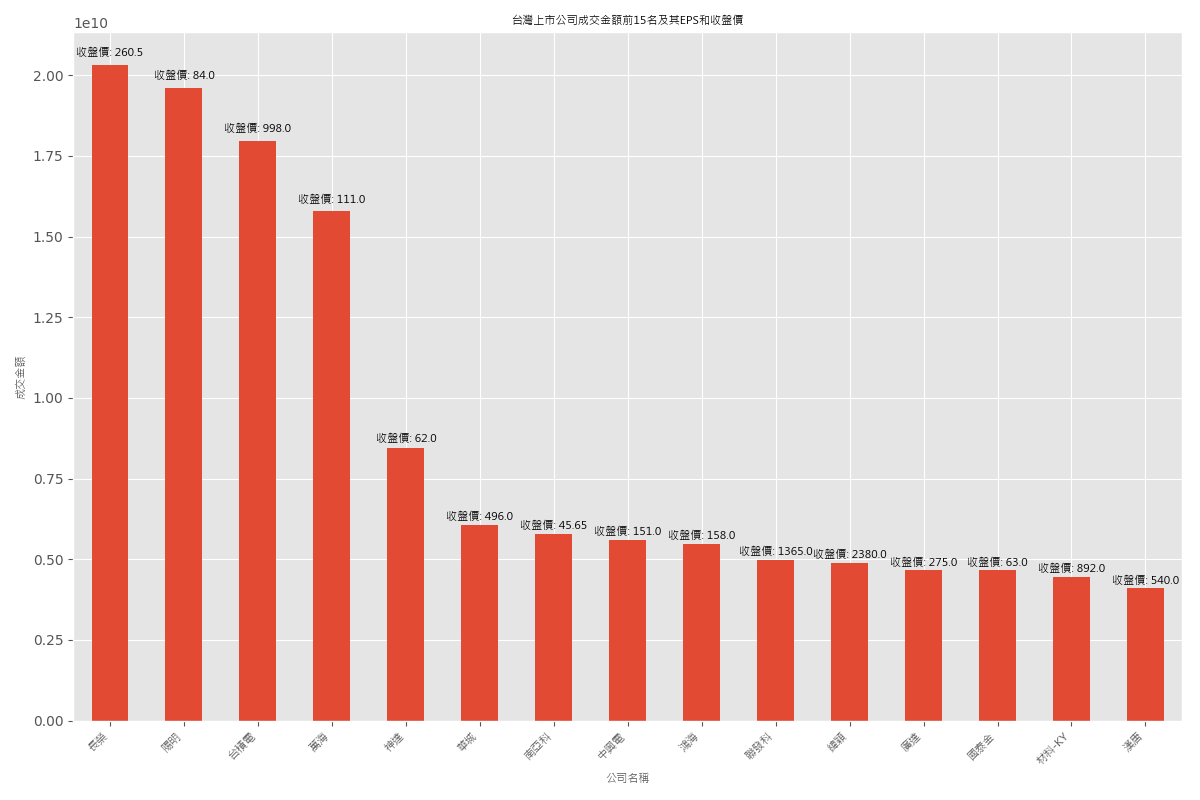 台灣上市公司成交金額前15名及其EPS和收盤價
1e10
收盤價: 260.5
收盤價: 84.0
收盤價: 998.0
收盤價: 111.0
收盤價: 62.0
收盤價: 496.0
收盤價: 45.65
收盤價: 151.0
收盤價: 158.0
收盤價: 1365.0
收盤價: 2380.0
收盤價: 275.0
收盤價: 63.0
收盤價: 892.0
收盤價: 540.0
2.00
1.75
1.50
1.25
1.00
0.75
0.50
0.25
0.00
成交金額
長榮
陽明
台積電
萬海
神達
華城
南亞科
中興電
鴻海
聯發科
緯穎
廣達
國泰金
材料-KY
漢唐
公司名稱